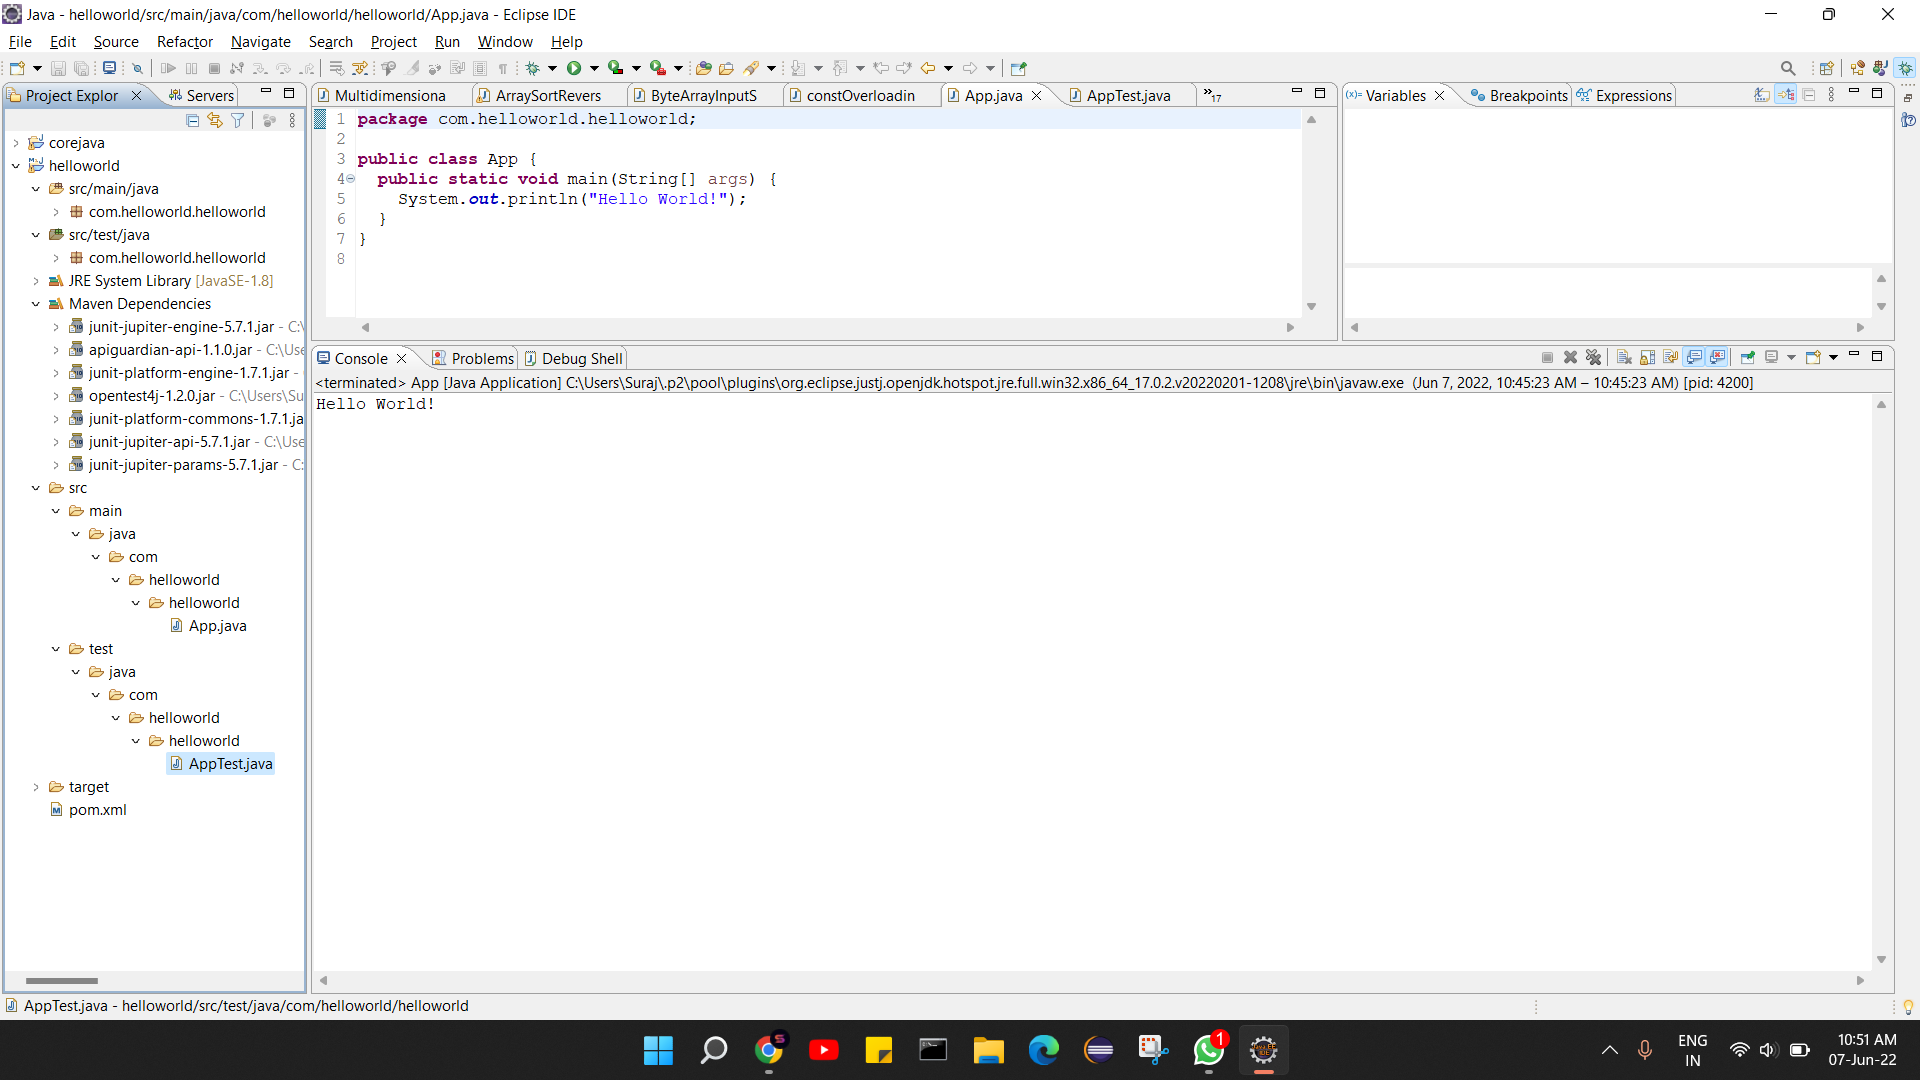 Java - helloworld/src/main/java/com/helloworld/helloworld/App.java - Eclipse IDE
File Edit Source Refactor Navigate Search Project Run Window Help
Project Explor Servers
corejava
helloworld
src/main/java
com.helloworld.helloworld
src/test/java
com.helloworld.helloworld
JRE System Library [JavaSE-1.8]
Maven Dependencies
junit-jupiter-engine-5.7.1.jar - C:\
apiguardian-api-1.1.0.jar - C:\Use
junit-platform-engine-1.7.1.jar -
opentest4j-1.2.0.jar - C:\Users\Su
junit-platform-commons-1.7.1.ja
junit-jupiter-api-5.7.1.jar - C:\Use
junit-jupiter-params-5.7.1.jar - C:
src
main
java
com
helloworld
helloworld
App.java
test
java
com
helloworld
helloworld
AppTest.java
target
pom.xml
Multidimensiona ArraySortRevers ByteArrayInputS constOverloadin App.java AppTest.java »17
1 package com.helloworld.helloworld;
2
3 public class App {
4 public static void main(String[] args) {
5 System.out.println("Hello World!");
6 }
7 }
8
(x)= Variables Breakpoints Expressions
Console Problems Debug Shell
<terminated> App [Java Application] C:\Users\Suraj\.p2\pool\plugins\org.eclipse.justj.openjdk.hotspot.jre.full.win32.x86_64_17.0.2.v20220201-1208\jre\bin\javaw.exe (Jun 7, 2022, 10:45:23 AM – 10:45:23 AM) [pid: 4200]
Hello World!
AppTest.java - helloworld/src/test/java/com/helloworld/helloworld
S
1
ENG
IN
10:51 AM
07-Jun-22